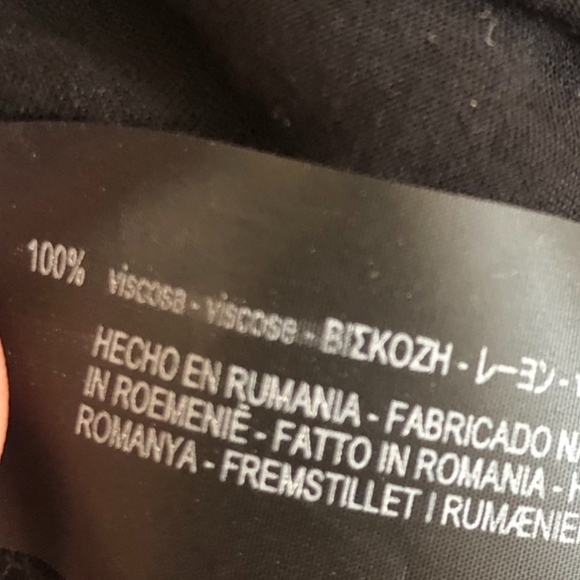 100% viscosa - viscose - ΒΙΣΚΟΖΗ - レーヨン -
HECHO EN RUMANIA - FABRICADO NA
IN ROEMENIË - FATTO IN ROMANIA -
ROMANYA - FREMSTILLET I RUMÆNIEN